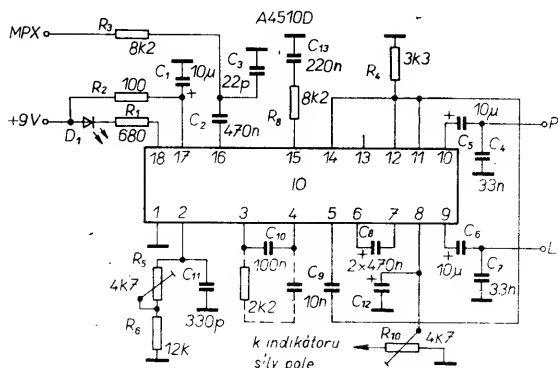 A4510D
MPX
R3
8k2
C1
10µ
+
C3
22p
C13
220n
R4
3k3
R2
100
R8
8k2
+9V
D1
R1
680
C2
470n
+
10µ
C5
C4
33n
P
18 17 16 15 14 13 12 11 10
IO
1 2 3 4 5 6 7 8 9
R5
4k7
C11
330p
R6
12k
C10
100n
2k2
C9
10n
+
C8
2×470n
+
C12
+
C6
10µ
C7
33n
L
R10
4k7
k indikátoru
síly pole